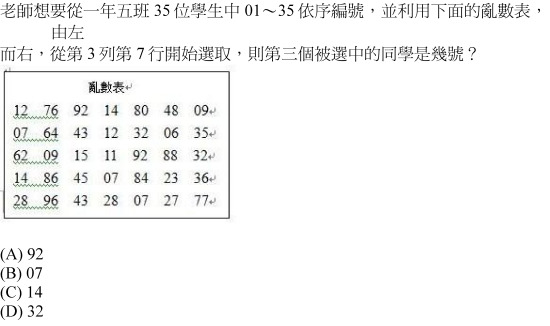 老師想要從一年五班 35 位學生中 01～35 依序編號，並利用下面的亂數表，
由左
而右，從第 3 列第 7 行開始選取，則第三個被選中的同學是幾號？
亂數表
12 76 92 14 80 48 09
07 64 43 12 32 06 35
62 09 15 11 92 88 32
14 86 45 07 84 23 36
28 96 43 28 07 27 77
(A) 92
(B) 07
(C) 14
(D) 32